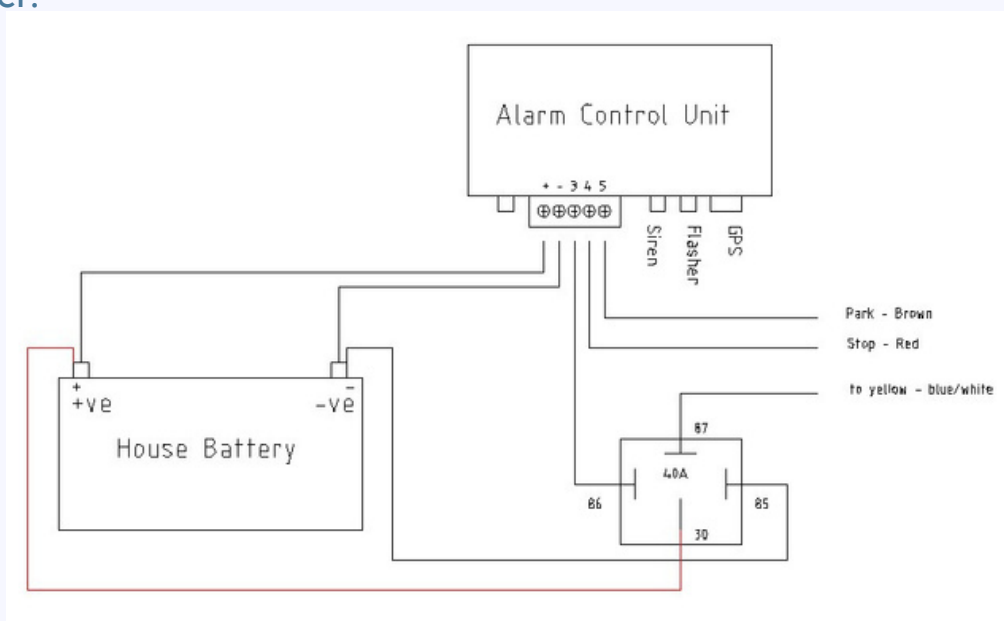 er.
Alarm Control Unit
+ - 3 4 5
Siren
Flasher
GPS
Park - Brown
Stop - Red
to yellow - blue/white
+ -
+ve -ve
House Battery
87
40A
86 85
30